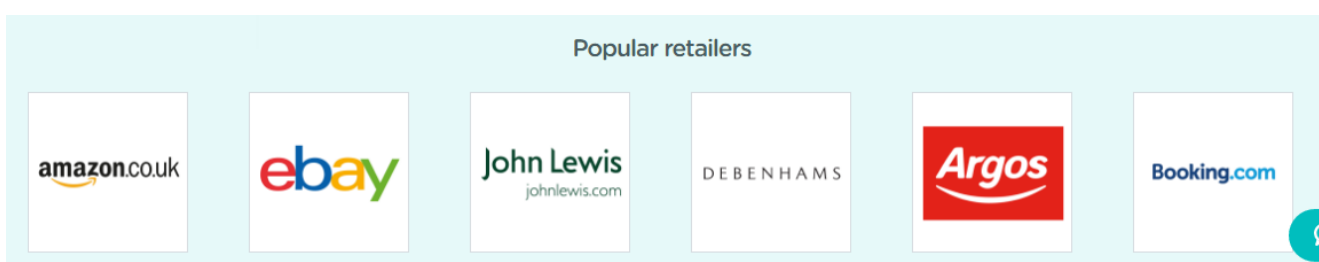 Popular retailers
amazon.co.uk
ebay
John Lewis
johnlewis.com
DEBENHAMS
Argos
Booking.com